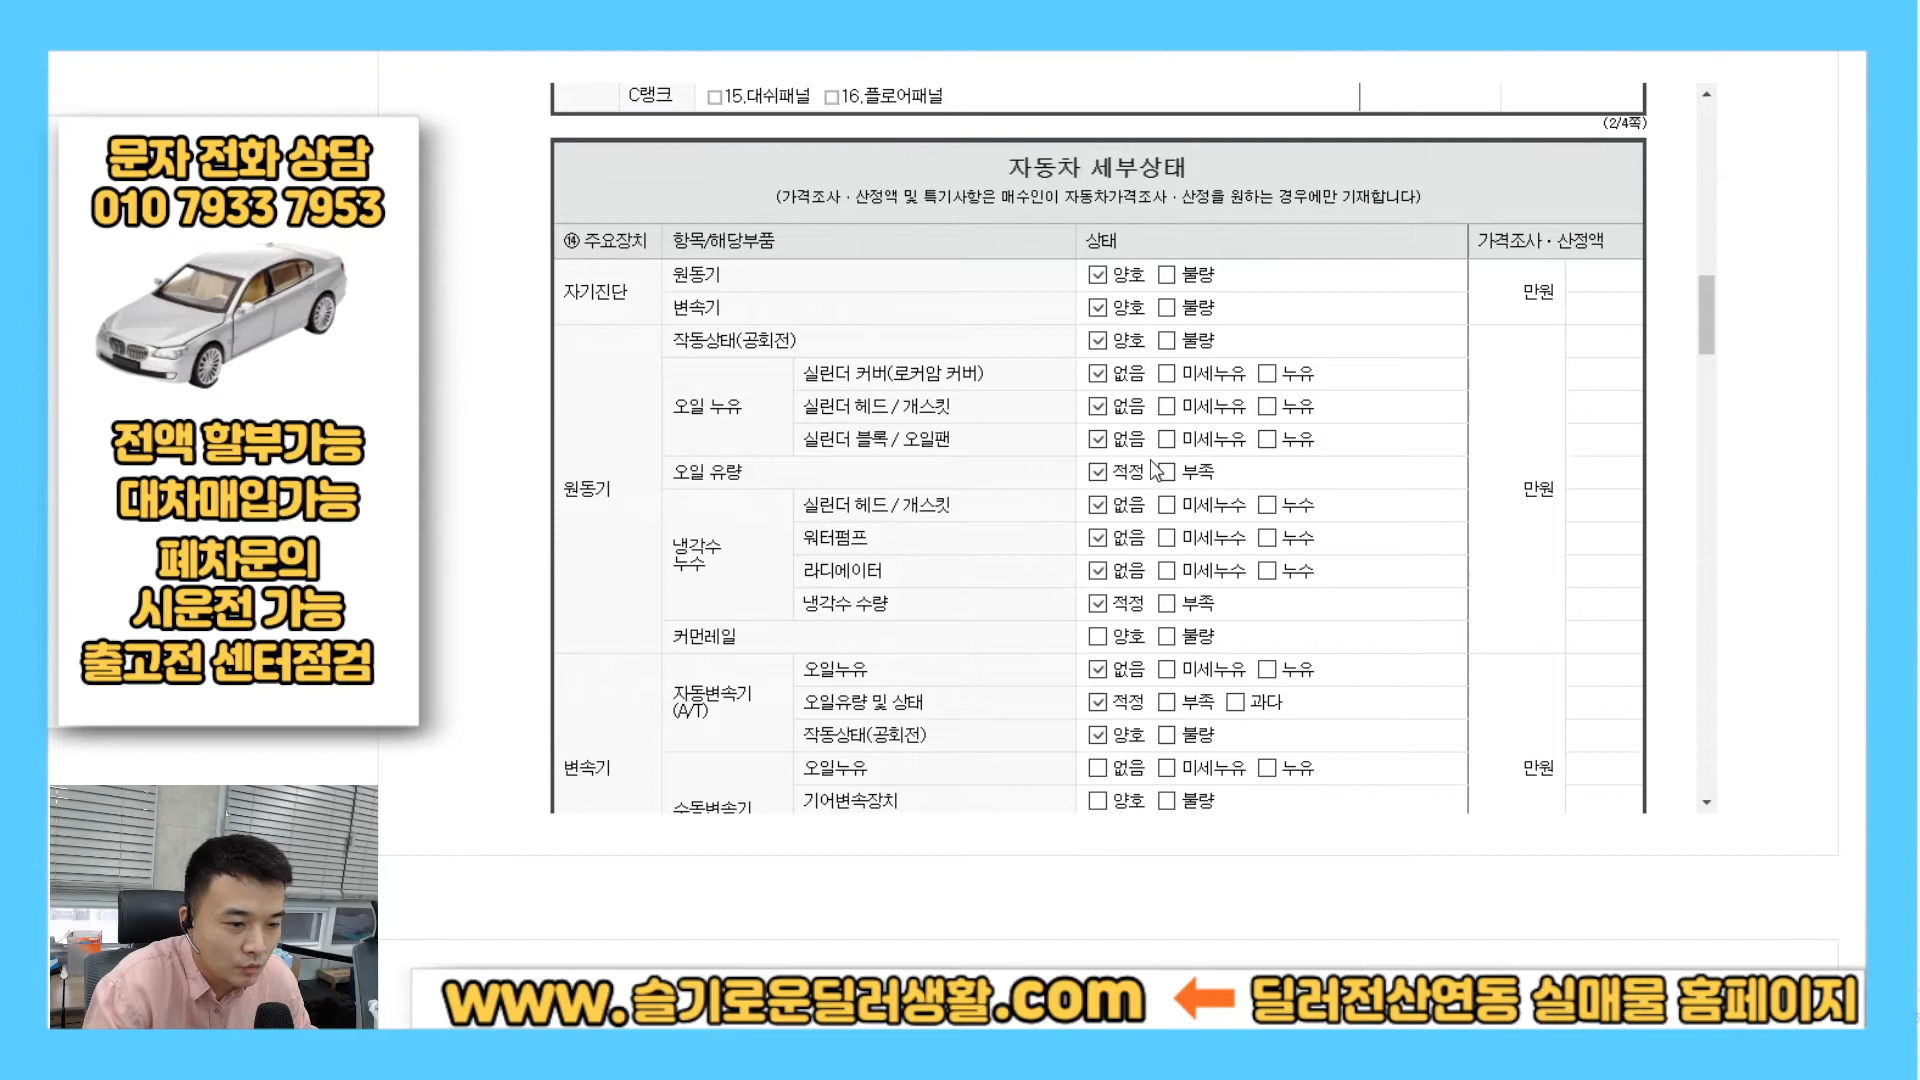 문자 전화 상담
010 7933 7953
전액 할부가능
대차매입가능
폐차문의
시운전 가능
출고전 센터점검
C랭크 15.대쉬패널 16.플로어패널
(2/4쪽)
자동차 세부상태
(가격조사 · 산정액 및 특기사항은 매수인이 자동차가격조사 · 산정을 원하는 경우에만 기재합니다)
⑭ 주요장치 항목/해당부품 상태 가격조사 · 산정액
자기진단 원동기 양호 불량 만원
변속기 양호 불량
원동기 작동상태(공회전) 양호 불량 만원
오일 누유 실린더 커버(로커암 커버) 없음 미세누유 누유
실린더 헤드 / 개스킷 없음 미세누유 누유
실린더 블록 / 오일팬 없음 미세누유 누유
오일 유량 적정 부족
냉각수 누수 실린더 헤드 / 개스킷 없음 미세누수 누수
워터펌프 없음 미세누수 누수
라디에이터 없음 미세누수 누수
냉각수 수량 적정 부족
커먼레일 양호 불량
변속기 자동변속기 (A/T) 오일누유 없음 미세누유 누유 만원
오일유량 및 상태 적정 부족 과다
작동상태(공회전) 양호 불량
수동변속기 오일누유 없음 미세누유 누유
기어변속장치 양호 불량
www.슬기로운딜러생활.com ← 딜러전산연동 실매물 홈페이지